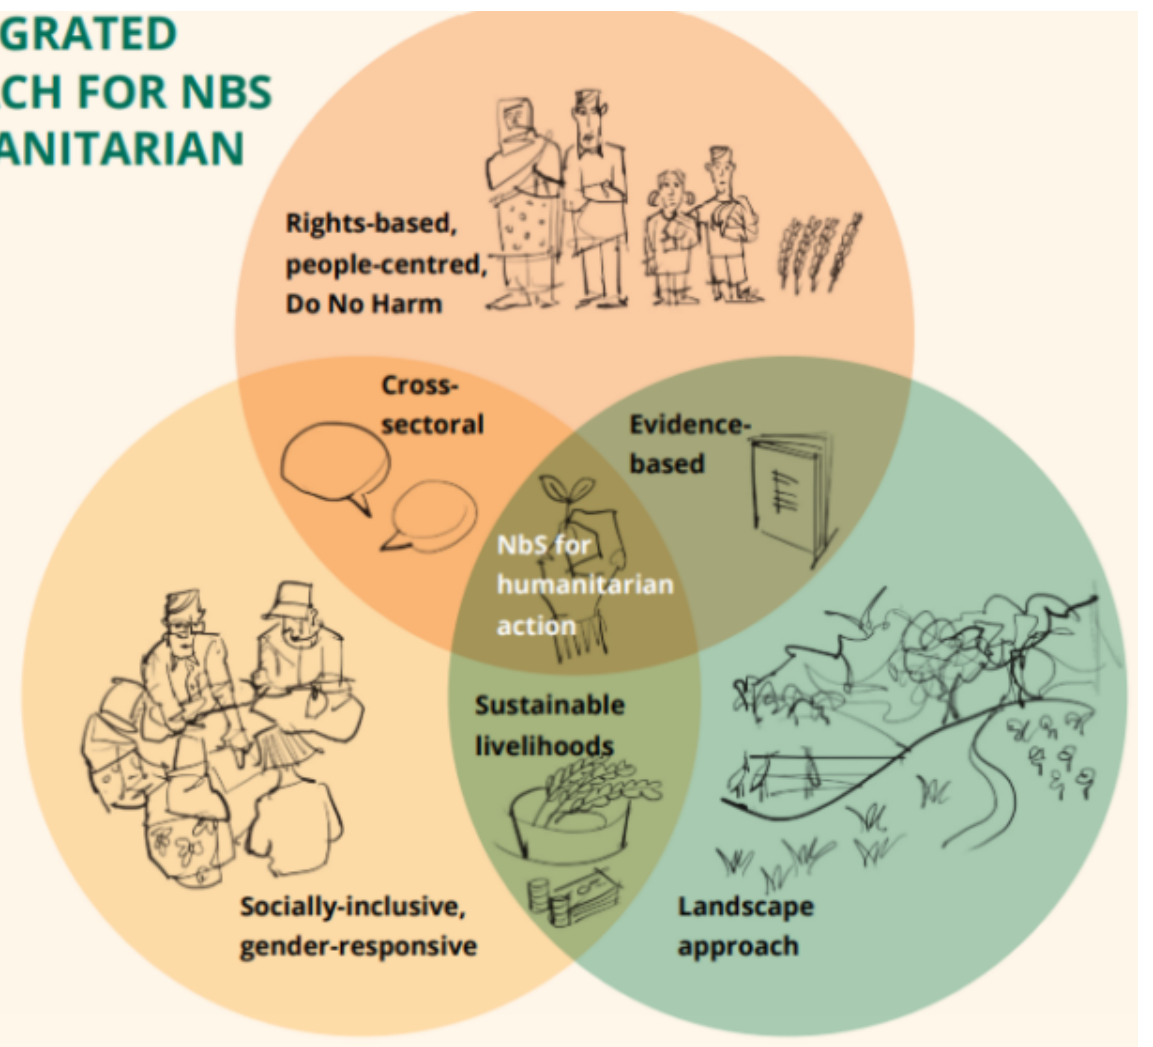 GRATED
CH FOR NBS
ANITARIAN
Rights-based,
people-centred,
Do No Harm
Cross-
sectoral
Evidence-
based
NbS for
humanitarian
action
Sustainable
livelihoods
Socially-inclusive,
gender-responsive
Landscape
approach